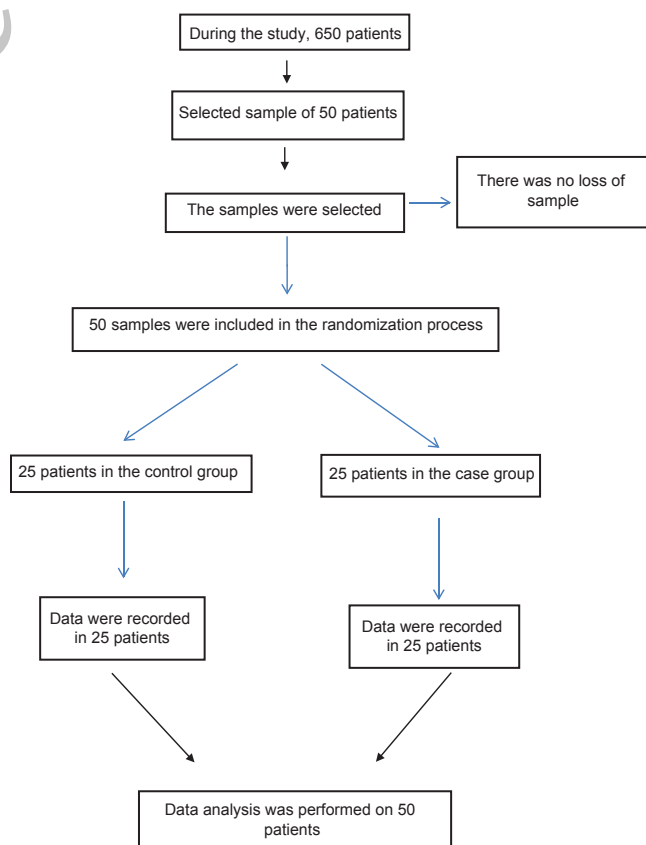 During the study, 650 patients
Selected sample of 50 patients
The samples were selected
There was no loss of
sample
50 samples were included in the randomization process
25 patients in the control group
25 patients in the case group
Data were recorded
in 25 patients
Data were recorded
in 25 patients
Data analysis was performed on 50
patients